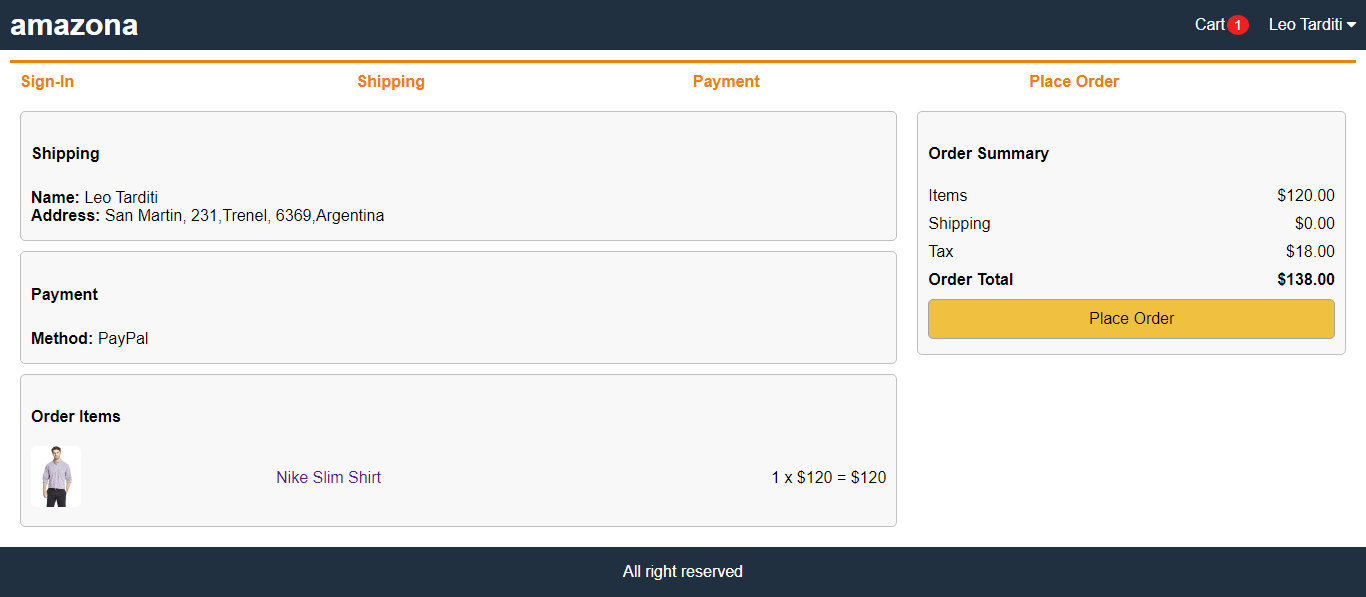 amazona
Cart 1 Leo Tarditi
Sign-In Shipping Payment Place Order
Shipping
Name: Leo Tarditi
Address: San Martin, 231,Trenel, 6369,Argentina
Payment
Method: PayPal
Order Items
Nike Slim Shirt 1 x $120 = $120
Order Summary
Items $120.00
Shipping $0.00
Tax $18.00
Order Total $138.00
Place Order
All right reserved